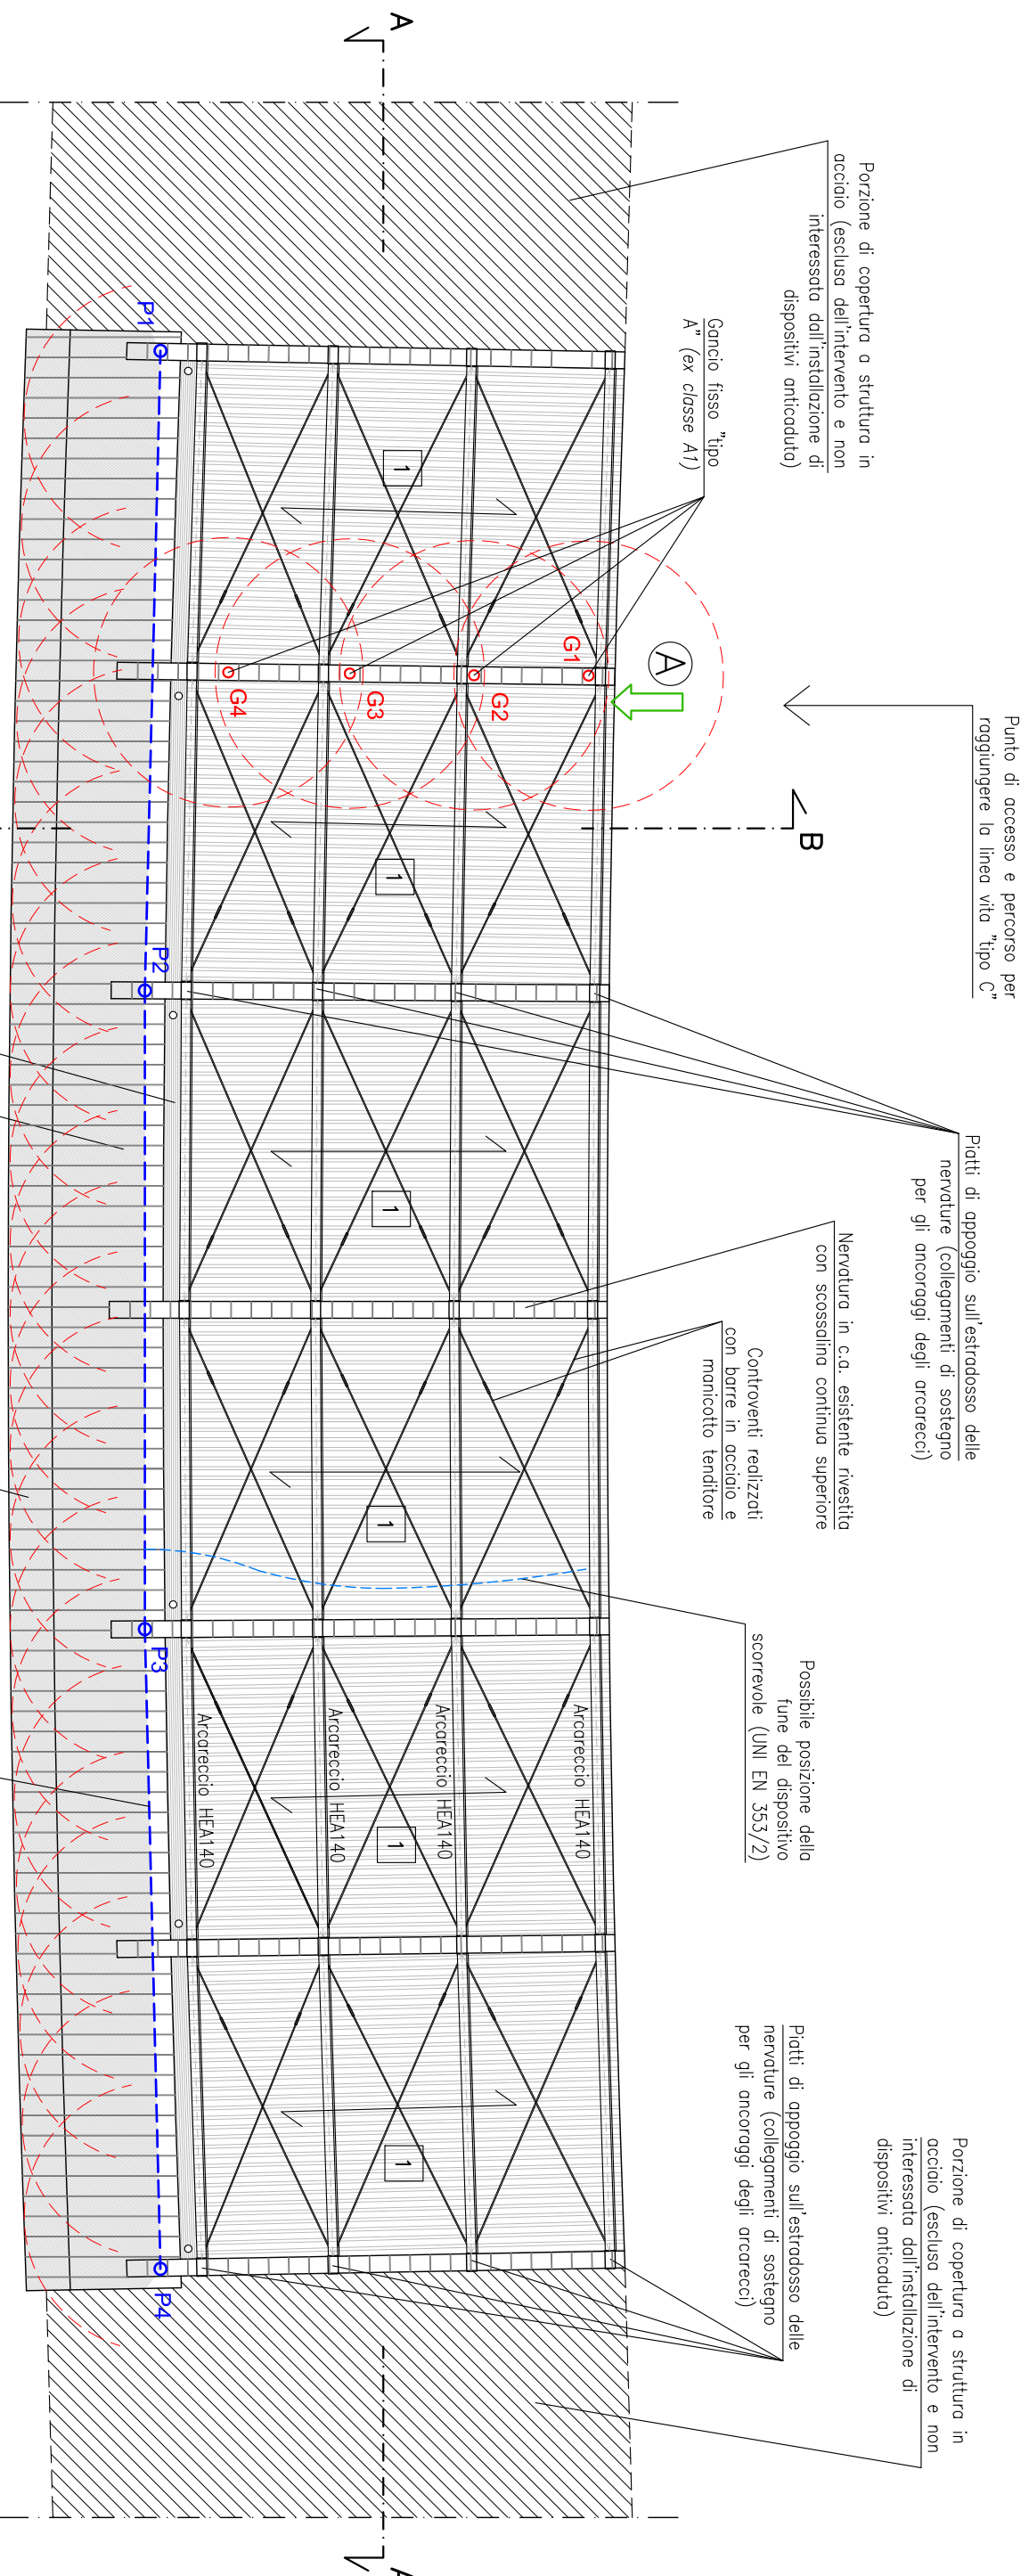 A
Porzione di copertura a struttura in
acciaio (esclusa dell'intervento e non
interessata dall'installazione di
dispositivi anticaduta)
Gancio fisso "tipo
A" (ex classe A1)
A
Punto di accesso e percorso per
raggiungere la linea vita "tipo C"
B
Piatti di appoggio sull'estradosso delle
nervature (collegamenti di sostegno
per gli ancoraggi degli arcarecci)
Nervatura in c.a. esistente rivestita
con scossalina continua superiore
Controventi realizzati
con barre in acciaio e
manicotto tenditore
Possibile posizione della
fune del dispositivo
scorrevole (UNI EN 353/2)
Piatti di appoggio sull'estradosso delle
nervature (collegamenti di sostegno
per gli ancoraggi degli arcarecci)
Porzione di copertura a struttura in
acciaio (esclusa dell'intervento e non
interessata dall'installazione di
dispositivi anticaduta)
G1
G2
G3
G4
1
1
1
1
1
1
Arcareccio HEA140
Arcareccio HEA140
Arcareccio HEA140
Arcareccio HEA140
P1
P2
P3
P4
A